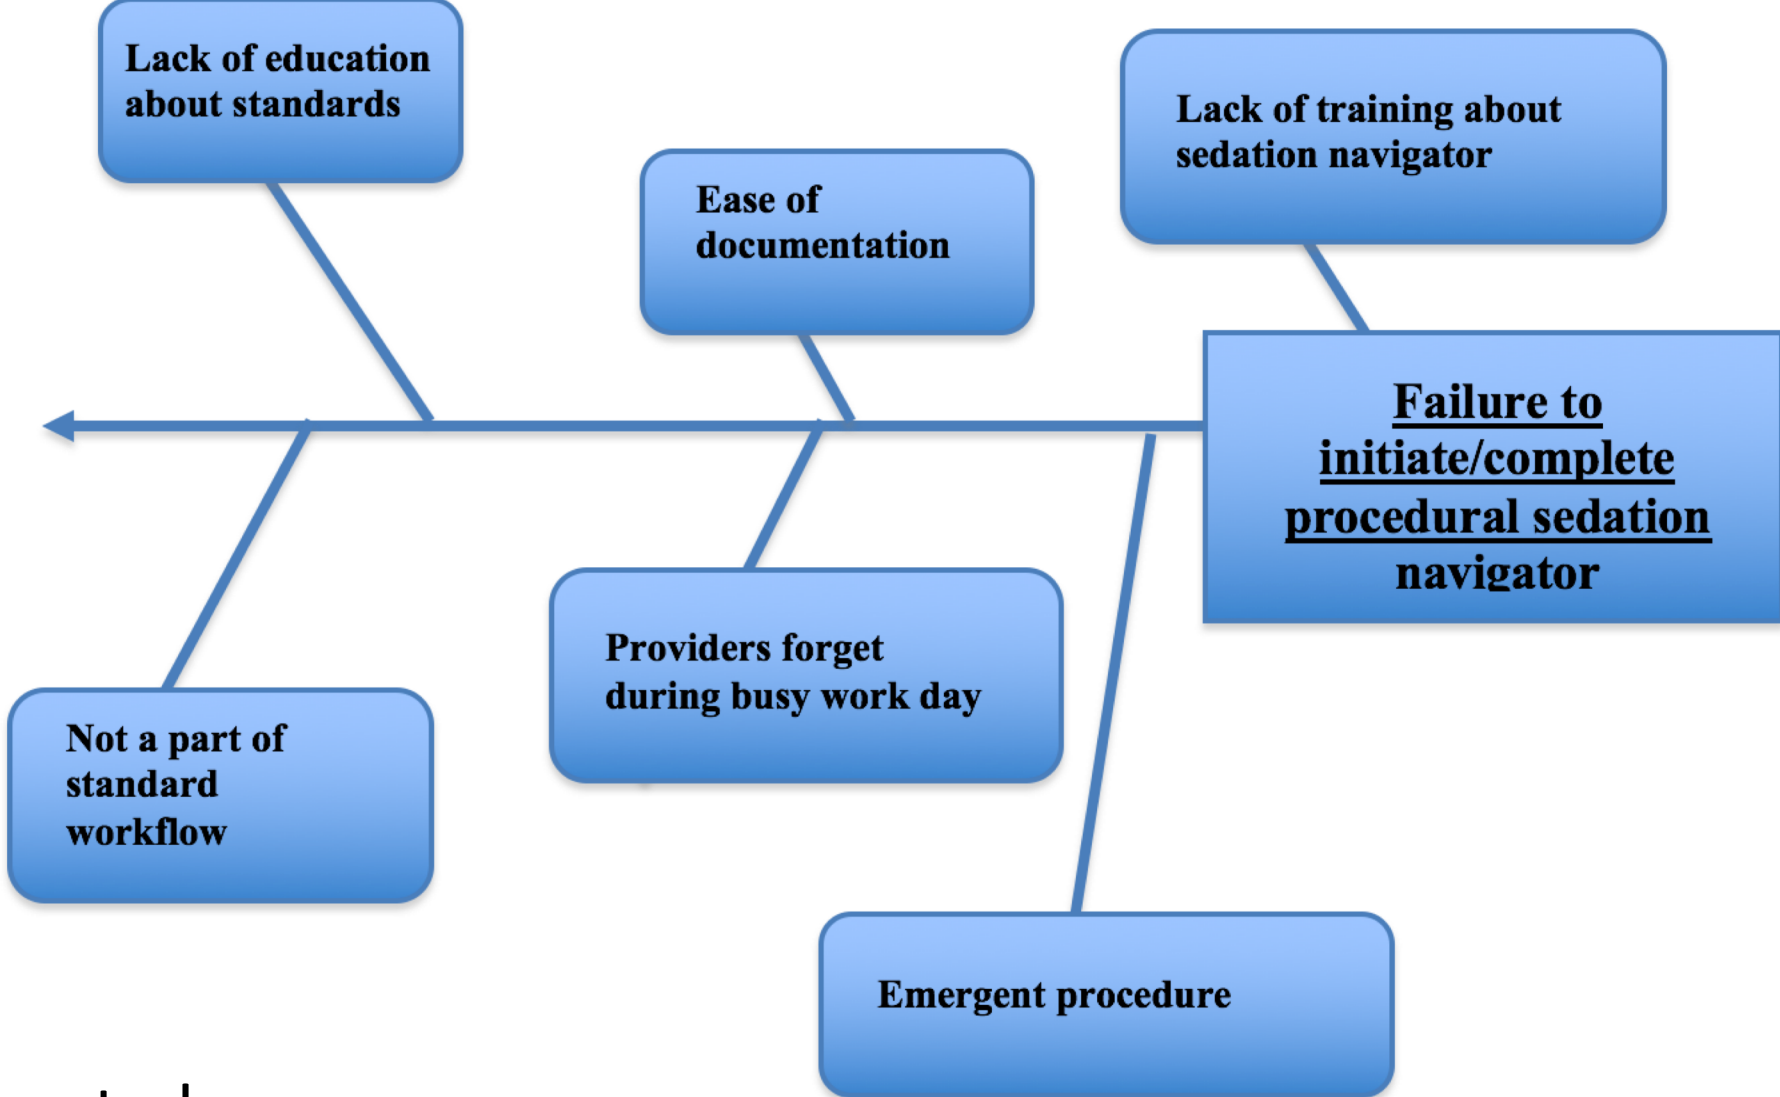 Lack of education
about standards
Lack of training about
sedation navigator
Ease of
documentation
Failure to
initiate/complete
procedural sedation
navigator
Providers forget
during busy work day
Not a part of
standard
workflow
Emergent procedure